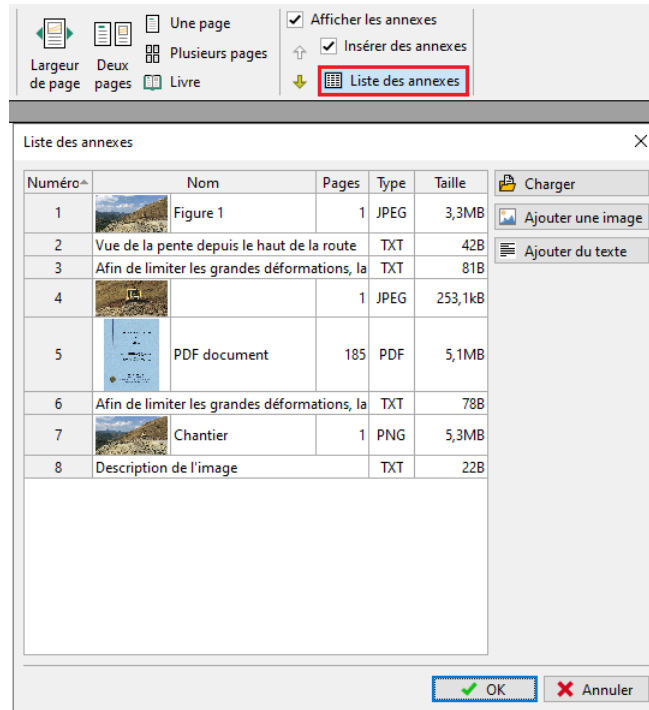 Largeur
de page
Deux
pages
Une page
Plusieurs pages
Livre
Afficher les annexes
Insérer des annexes
Liste des annexes
Liste des annexes
Numéro Nom Pages Type Taille
1 Figure 1 1 JPEG 3,3MB
2 Vue de la pente depuis le haut de la route TXT 42B
3 Afin de limiter les grandes déformations, la TXT 81B
4 1 JPEG 253,1kB
5 PDF document 185 PDF 5,1MB
6 Afin de limiter les grandes déformations, la TXT 78B
7 Chantier 1 PNG 5,3MB
8 Description de l'image TXT 22B
Charger
Ajouter une image
Ajouter du texte
OK Annuler